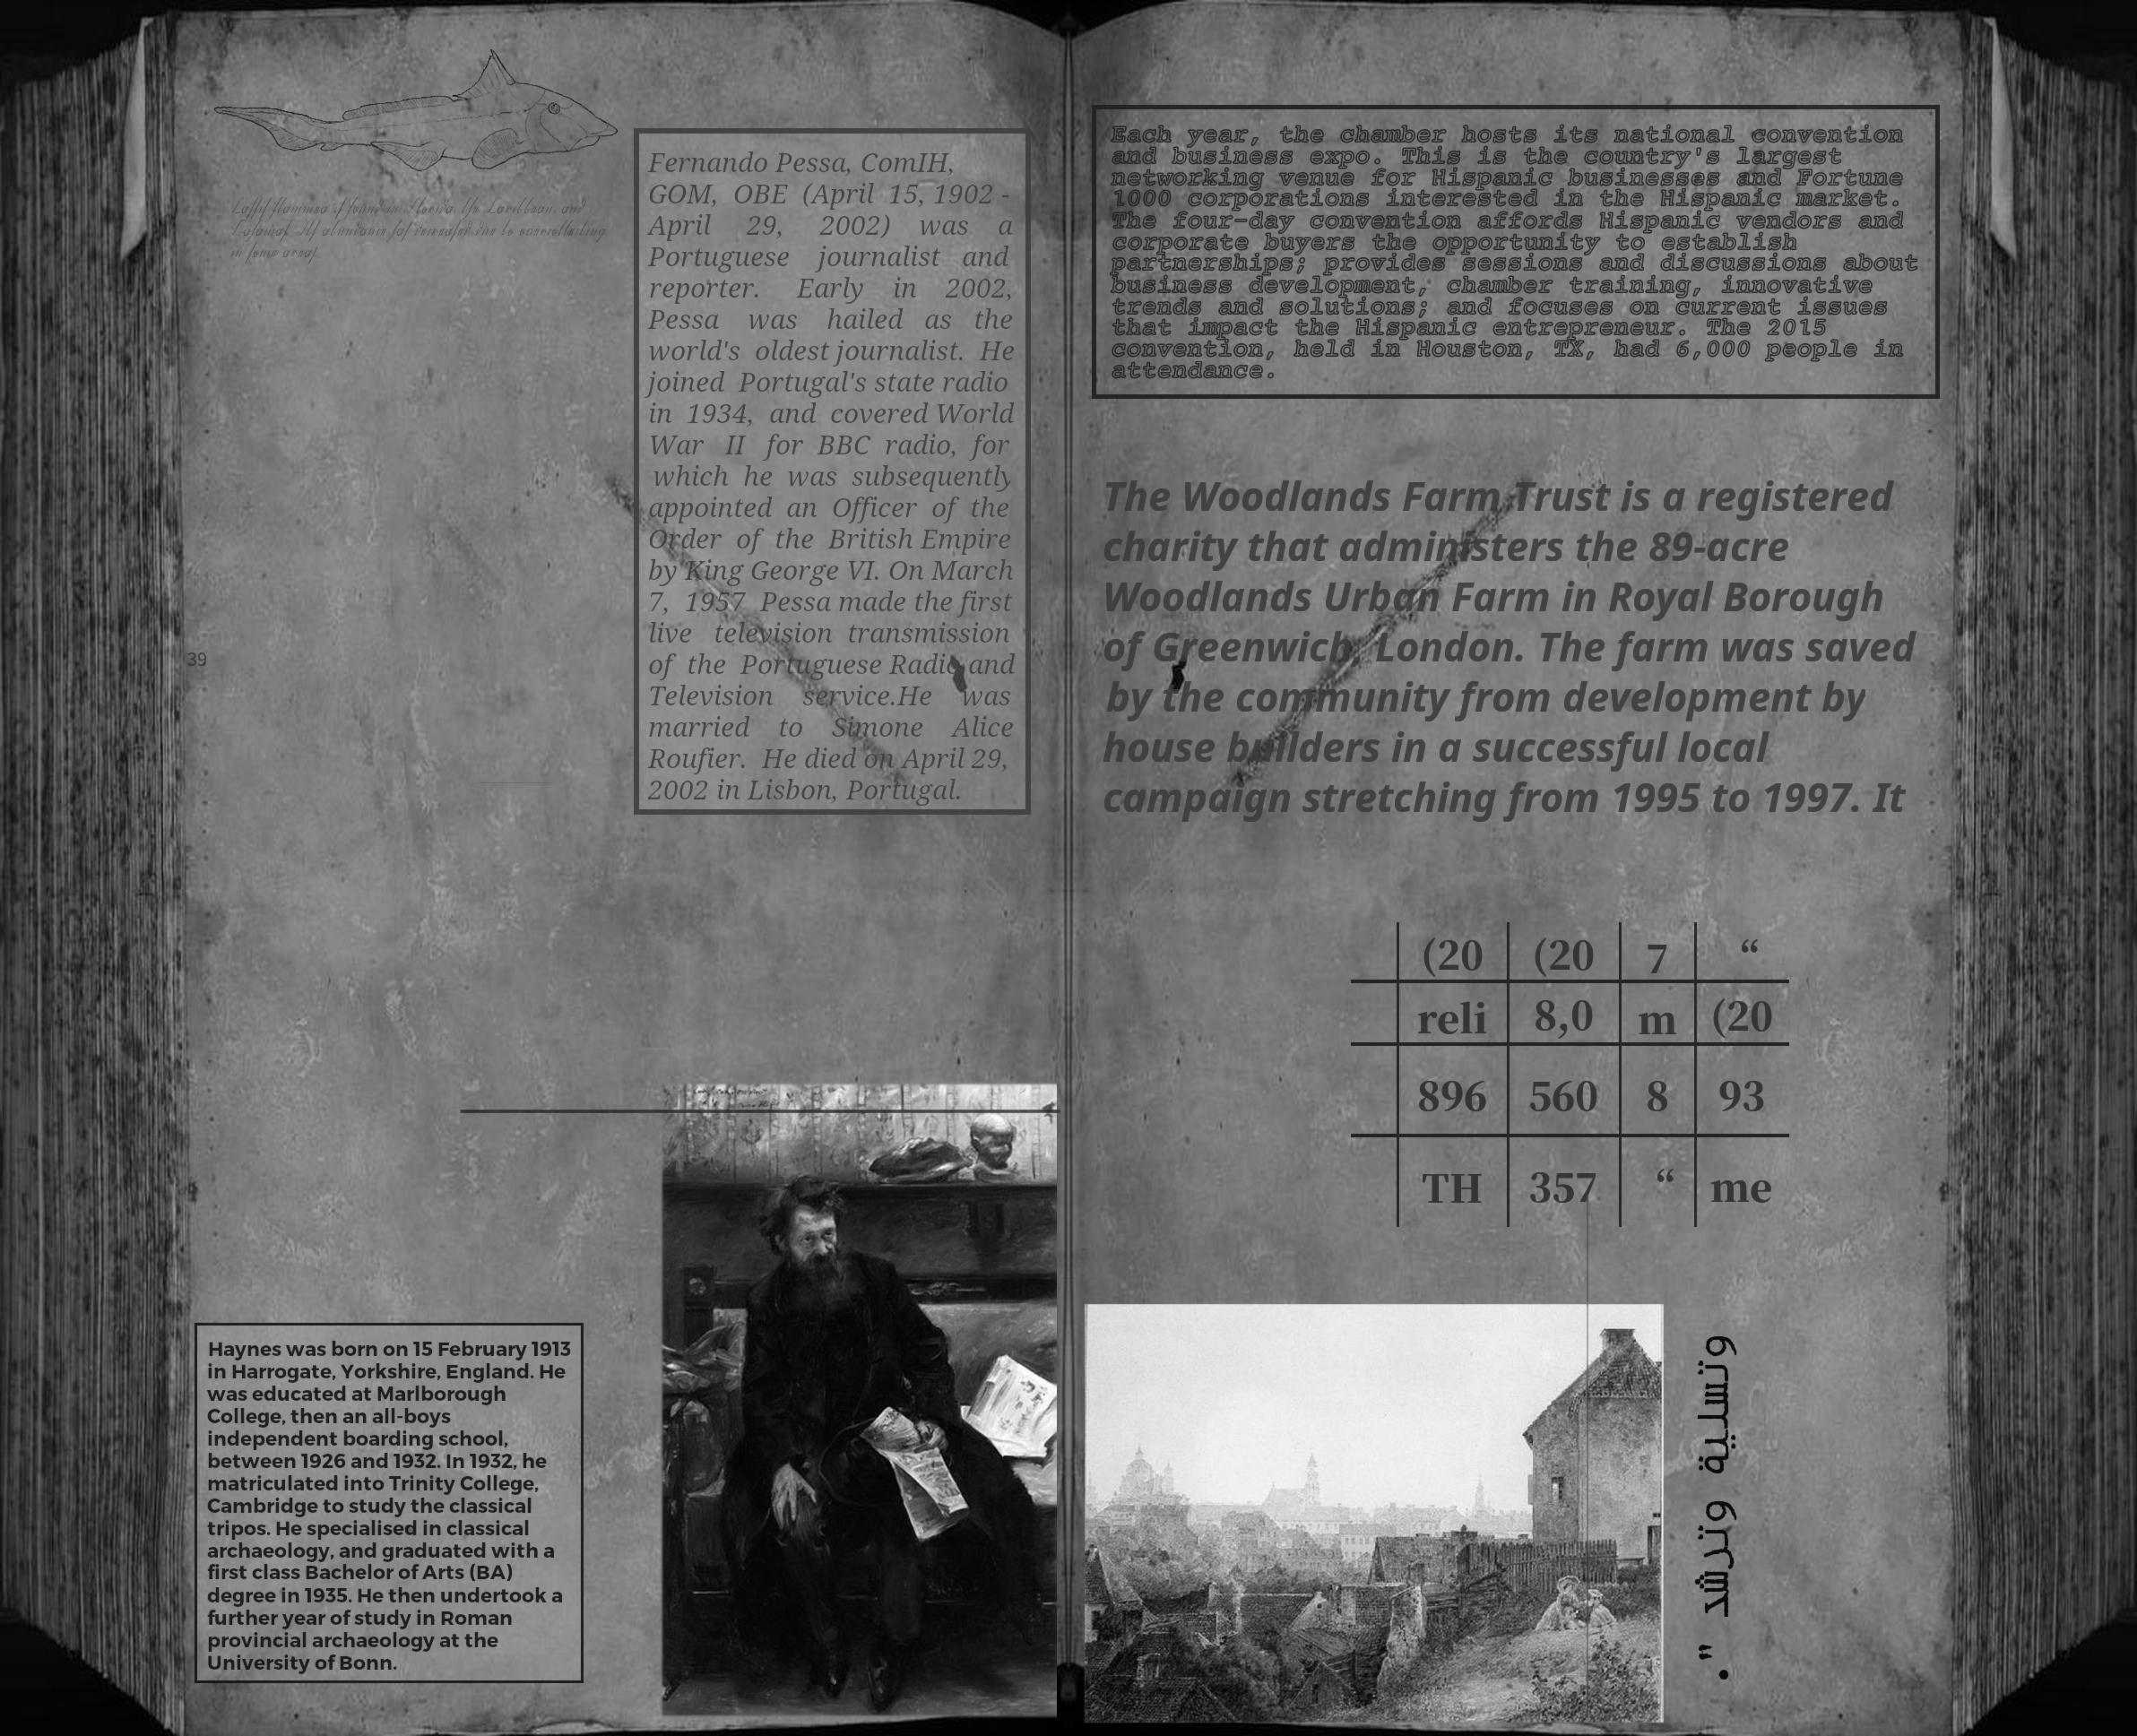 in some areas.
39
Fernando Pessa, ComIH,
GOM, OBE (April 15, 1902 -
April 29, 2002) was a
Portuguese journalist and
reporter. Early in 2002,
Pessa was hailed as the
world's oldest journalist. He
joined Portugal's state radio
in 1934, and covered World
War II for BBC radio, for
which he was subsequently
appointed an Officer of the
Order of the British Empire
by King George VI. On March
7, 1957 Pessa made the first
live television transmission
of the Portuguese Radio and
Television service.He was
married to Simone Alice
Roufier. He died on April 29,
2002 in Lisbon, Portugal.
Haynes was born on 15 February 1913
in Harrogate, Yorkshire, England. He
was educated at Marlborough
College, then an all-boys
independent boarding school,
between 1926 and 1932. In 1932, he
matriculated into Trinity College,
Cambridge to study the classical
tripos. He specialised in classical
archaeology, and graduated with a
first class Bachelor of Arts (BA)
degree in 1935. He then undertook a
further year of study in Roman
provincial archaeology at the
University of Bonn.
Each year, the chamber hosts its national convention
and business expo. This is the country's largest
networking venue for Hispanic businesses and Fortune
1000 corporations interested in the Hispanic market.
The four-day convention affords Hispanic vendors and
corporate buyers the opportunity to establish
partnerships; provides sessions and discussions about
business development, chamber training, innovative
trends and solutions; and focuses on current issues
that impact the Hispanic entrepreneur. The 2015
convention, held in Houston, TX, had 6,000 people in
attendance.
The Woodlands Farm Trust is a registered
charity that administers the 89-acre
Woodlands Urban Farm in Royal Borough
of Greenwich, London. The farm was saved
by the community from development by
house builders in a successful local
campaign stretching from 1995 to 1997. It
(20 (20 7 “
reli 8,0 m (20
896 560 8 93
TH 357 “ me
وتسلية وترشد ".